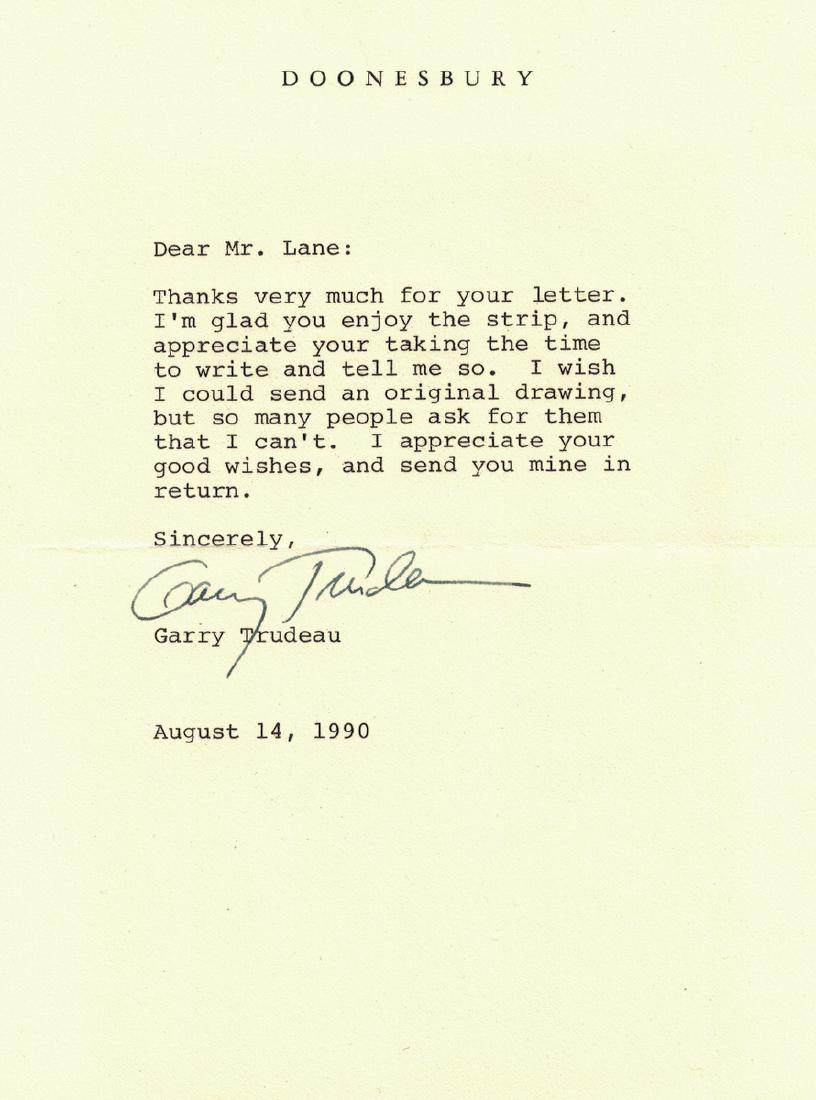 DOONESBURY
Dear Mr. Lane:
Thanks very much for your letter.
I'm glad you enjoy the strip, and
appreciate your taking the time
to write and tell me so.  I wish
I could send an original drawing,
but so many people ask for them
that I can't.  I appreciate your
good wishes, and send you mine in
return.
Sincerely,
Garry Trudeau
Garry Trudeau
August 14, 1990